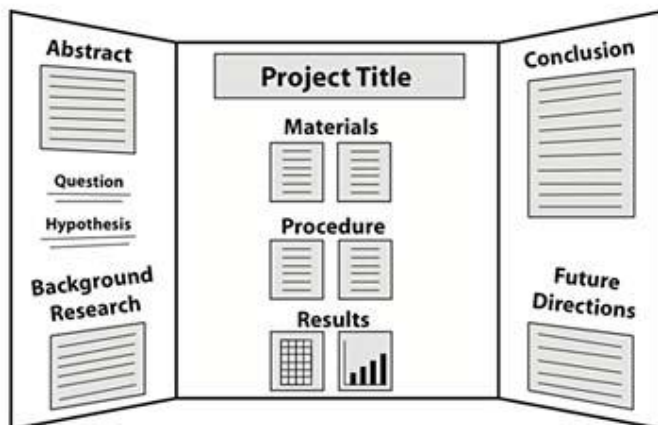 Abstract
Question
Hypothesis
Background
Research
Project Title
Materials
Procedure
Results
Conclusion
Future
Directions